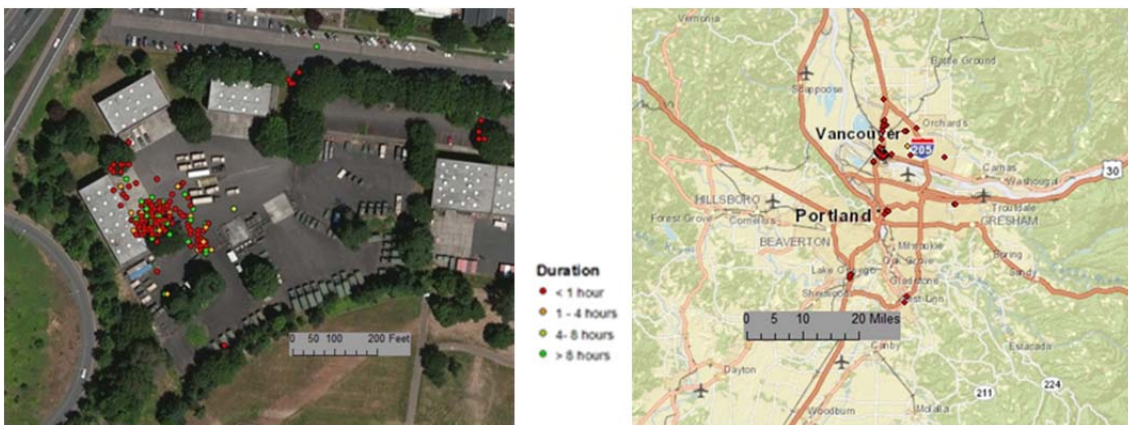 0 50 100 200 Feet
Duration
< 1 hour
1 - 4 hours
4- 8 hours
> 8 hours
Vernonia
Battle Ground
Scappoose
Orchards
Vancouver
205
Camas
Washougal
30
HILLSBORO
Portland
Troutdale
Forest Grove
Cornelius
GRESHAM
BEAVERTON
Milwaukie
Boring
Oak Grove
Sandy
Lake Oswego
Gladstone
Sherwood
West Linn
0 5 10 20 Miles
Canby
Estacada
Dayton
224
211
Woodburn
Molalla